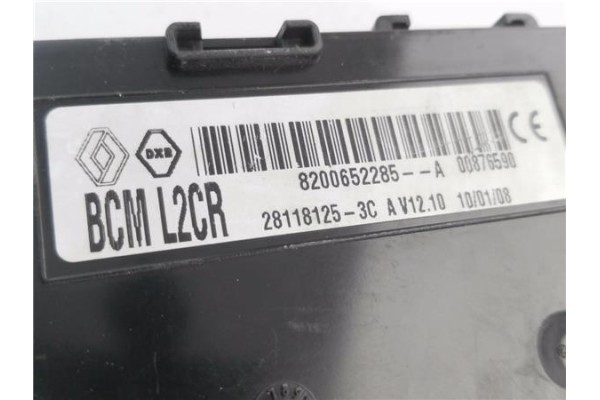 DXB
8200652285--A 00876590
BCM L2CR 28118125-3C A V12.10 10/01/08
CE